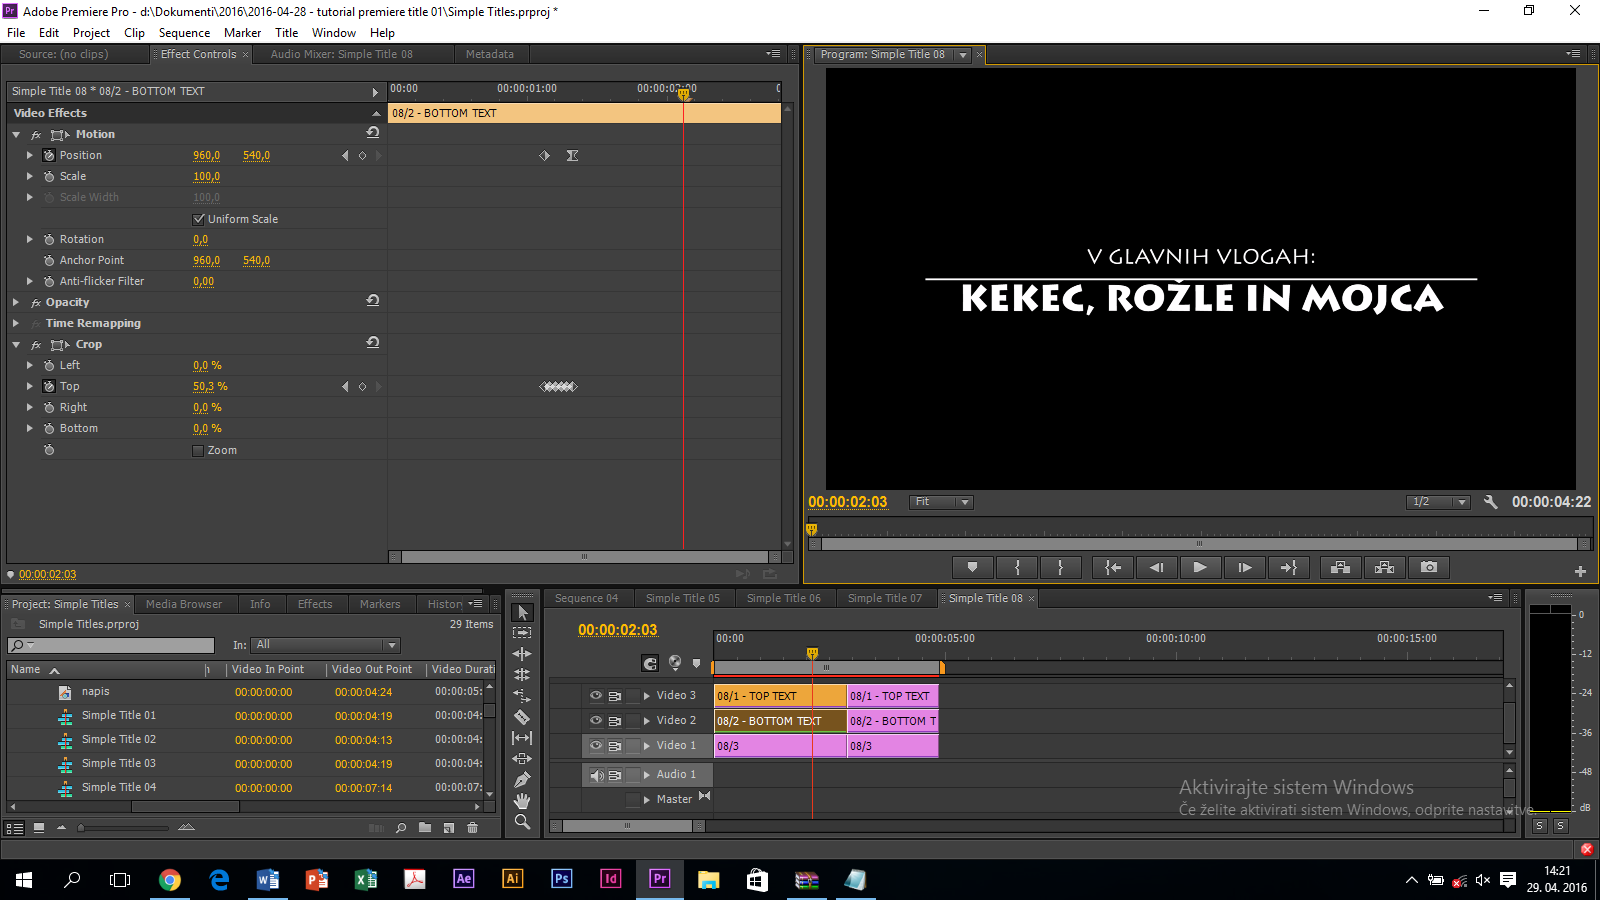 Adobe Premiere Pro - d:\Dokumenti\2016\2016-04-28 - tutorial premiere title 01\Simple Titles.prproj *
File Edit Project Clip Sequence Marker Title Window Help
Source: (no clips) Effect Controls Audio Mixer: Simple Title 08 Metadata
Program: Simple Title 08
Simple Title 08 * 08/2 - BOTTOM TEXT
00:00 00:00:01:00
Video Effects
08/2 - BOTTOM TEXT
fx Motion
Position 960,0 540,0
Scale 100,0
Scale Width 100,0
Uniform Scale
Rotation 0,0
Anchor Point 960,0 540,0
Anti-flicker Filter 0,00
fx Opacity
fx Time Remapping
fx Crop
Left 0,0 %
Top 50,3 %
Right 0,0 %
Bottom 0,0 %
Zoom
00:00:02:03
V GLAVNIH VLOGAH:
KEKEC, ROŽLE IN MOJCA
00:00:02:03 Fit 1/2 00:00:04:22
Project: Simple Titles Media Browser Info Effects Markers History
Simple Titles.prproj 29 Items
In: All
Name Video In Point Video Out Point Video Durati
napis 00:00:00:00 00:00:04:24 00:00:05:
Simple Title 01 00:00:00:00 00:00:04:19 00:00:04:
Simple Title 02 00:00:00:00 00:00:04:13 00:00:04:
Simple Title 03 00:00:00:00 00:00:04:19 00:00:04:
Simple Title 04 00:00:00:00 00:00:07:14 00:00:07:
Sequence 04 Simple Title 05 Simple Title 06 Simple Title 07 Simple Title 08
00:00:02:03
00:00 00:00:05:00 00:00:10:00 00:00:15:00
Video 3 08/1 - TOP TEXT 08/1 - TOP TEXT
Video 2 08/2 - BOTTOM TEXT 08/2 - BOTTOM T
Video 1 08/3 08/3
Audio 1
Master
0
-12
-24
-36
-48
dB
S S
Aktivirajte sistem Windows
Če želite aktivirati sistem Windows, odprite nastavitve.
Ae Ai Ps Id Pr
14:21
29. 04. 2016